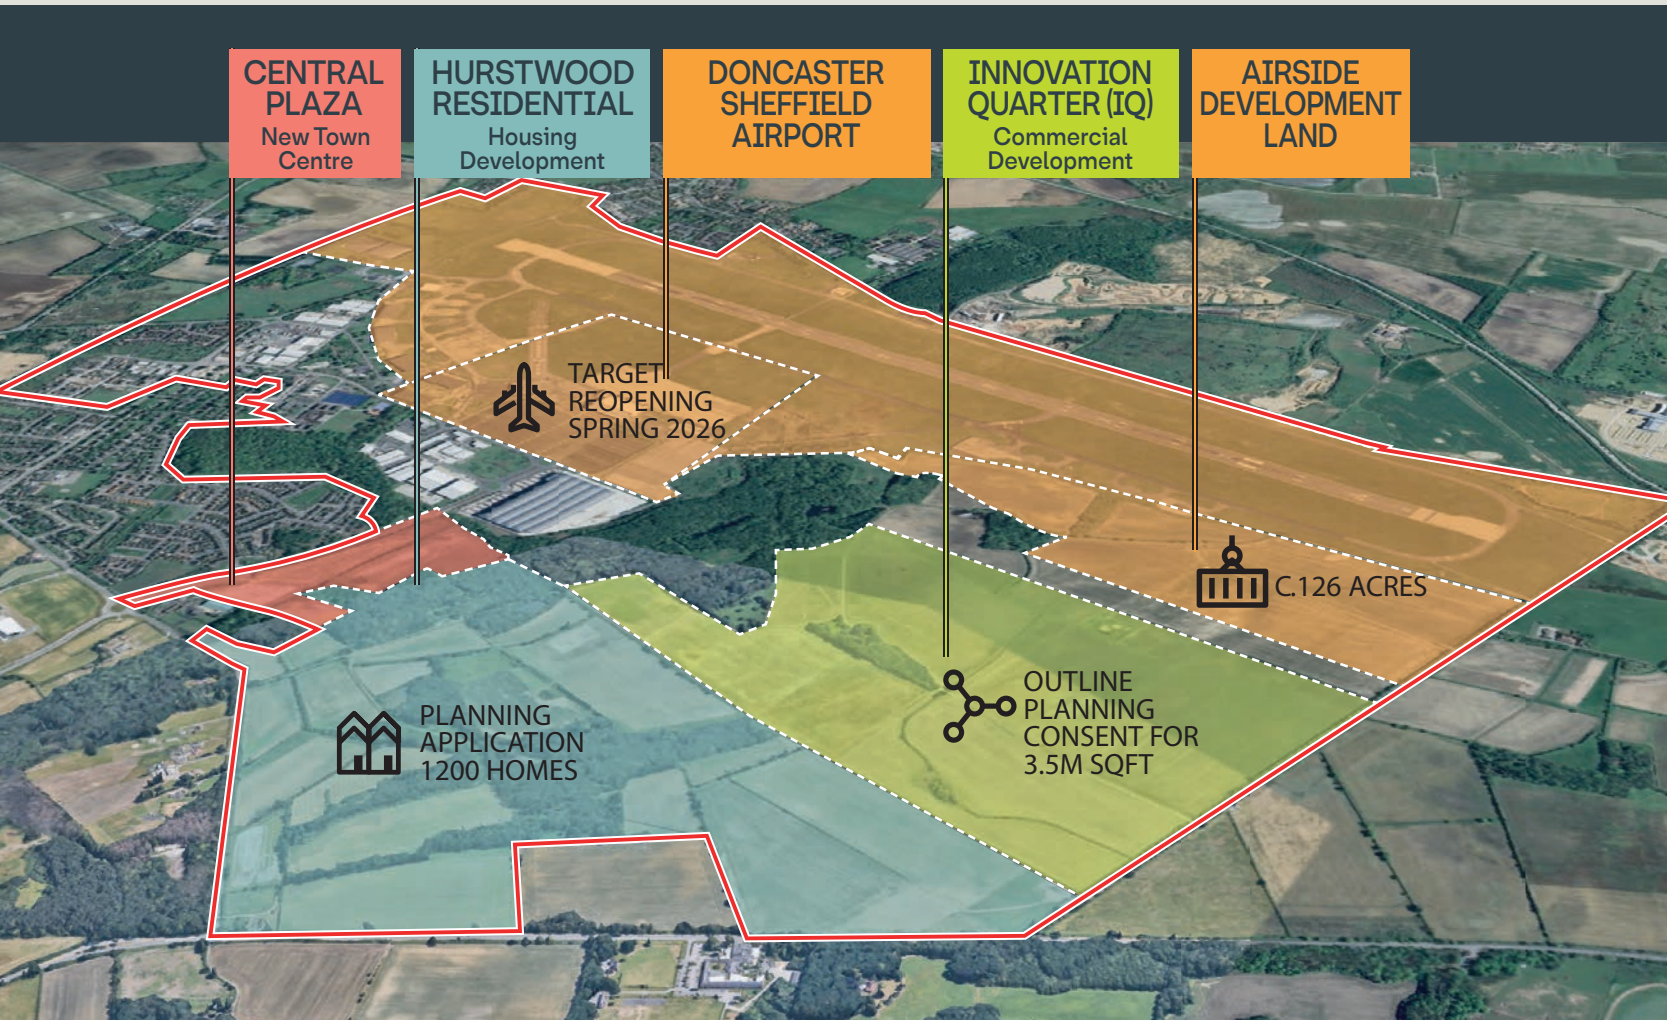 CENTRAL
PLAZA
New Town
Centre
HURSTWOOD
RESIDENTIAL
Housing
Development
DONCASTER
SHEFFIELD
AIRPORT
INNOVATION
QUARTER (IQ)
Commercial
Development
AIRSIDE
DEVELOPMENT
LAND
TARGET
REOPENING
SPRING 2026
C.126 ACRES
OUTLINE
PLANNING
CONSENT FOR
3.5M SQFT
PLANNING
APPLICATION
1200 HOMES